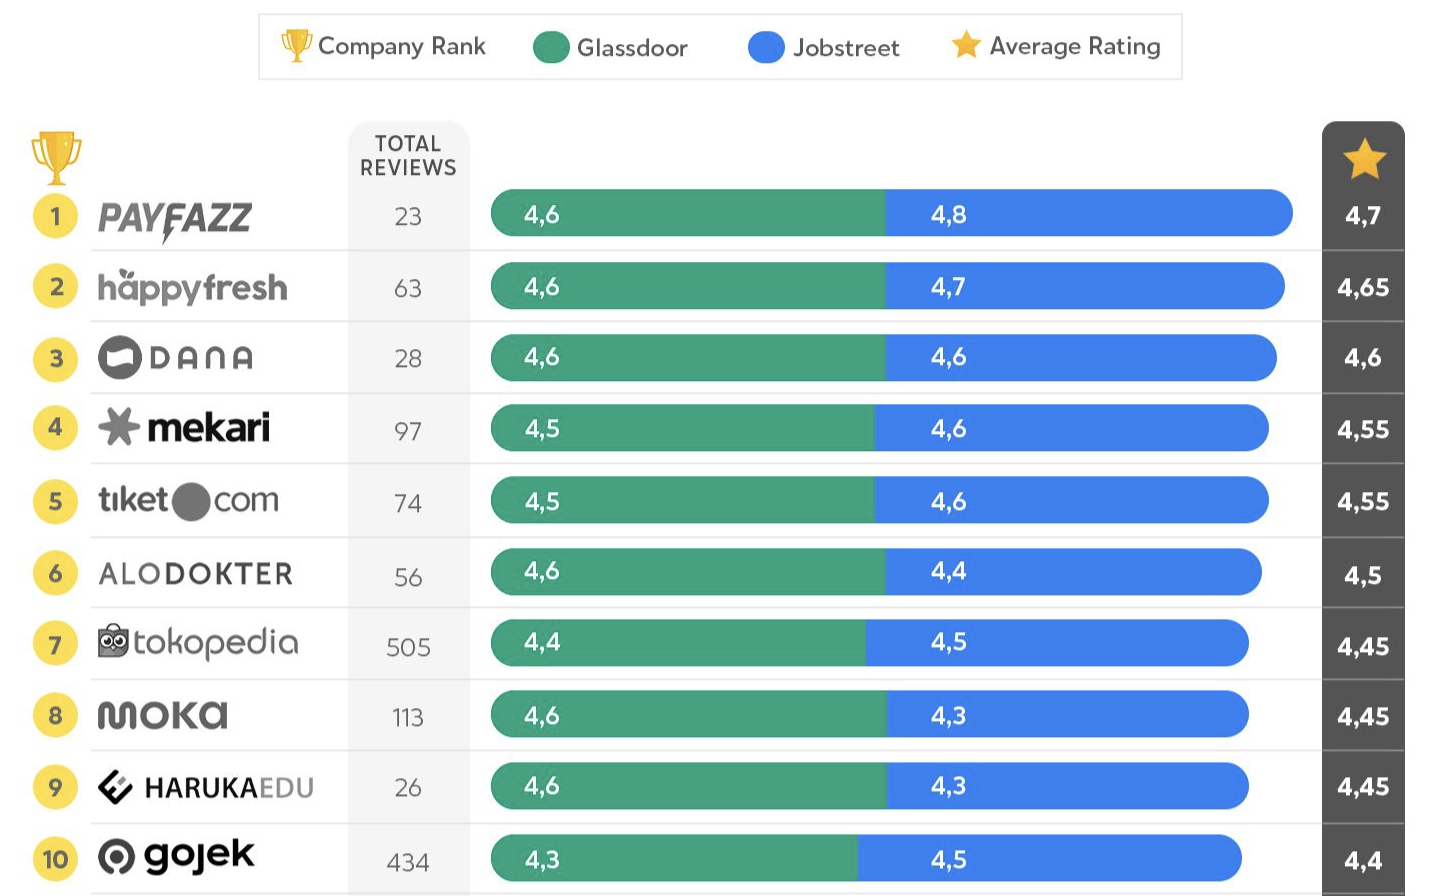 Company Rank Glassdoor Jobstreet Average Rating
TOTAL
REVIEWS
1 PAYFAZZ 23 4,6 4,8 4,7
2 happyfresh 63 4,6 4,7 4,65
3 DANA 28 4,6 4,6 4,6
4 mekari 97 4,5 4,6 4,55
5 tiket com 74 4,5 4,6 4,55
6 ALODOKTER 56 4,6 4,4 4,5
7 tokopedia 505 4,4 4,5 4,45
8 MOKA 113 4,6 4,3 4,45
9 HARUKAEDU 26 4,6 4,3 4,45
10 gojek 434 4,3 4,5 4,4